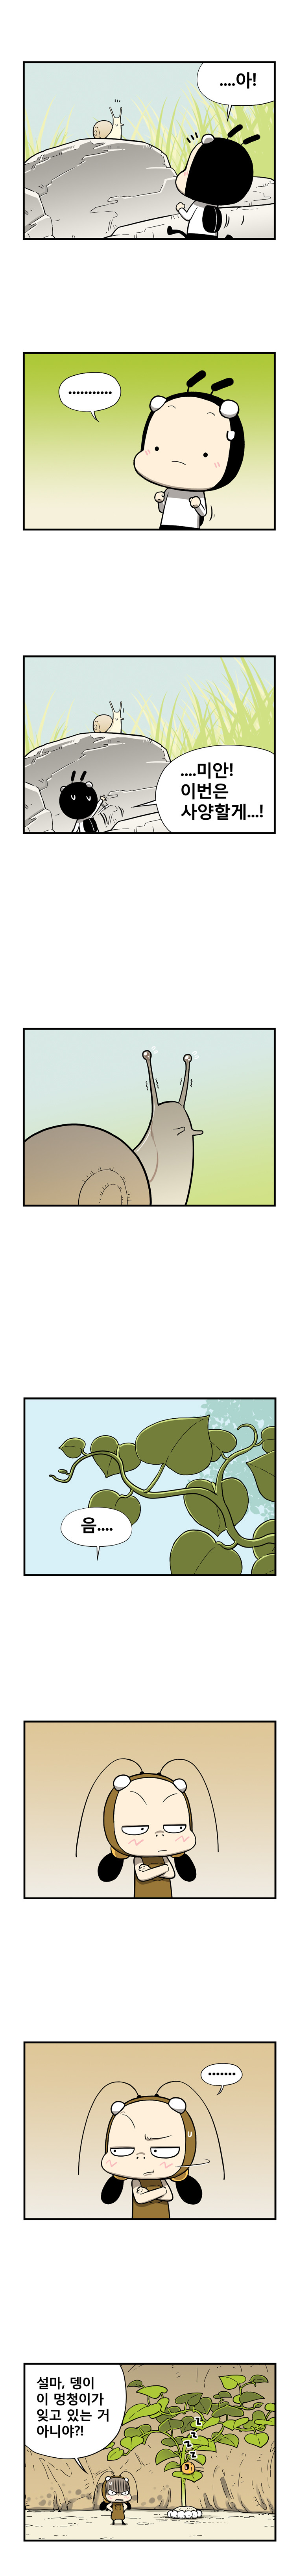 ....아!
...........
....미안!
이번은
사양할게...!
음....
.......
설마, 뎅이
이 멍청이가
잊고 있는 거
아니야?!
z
z
z
z